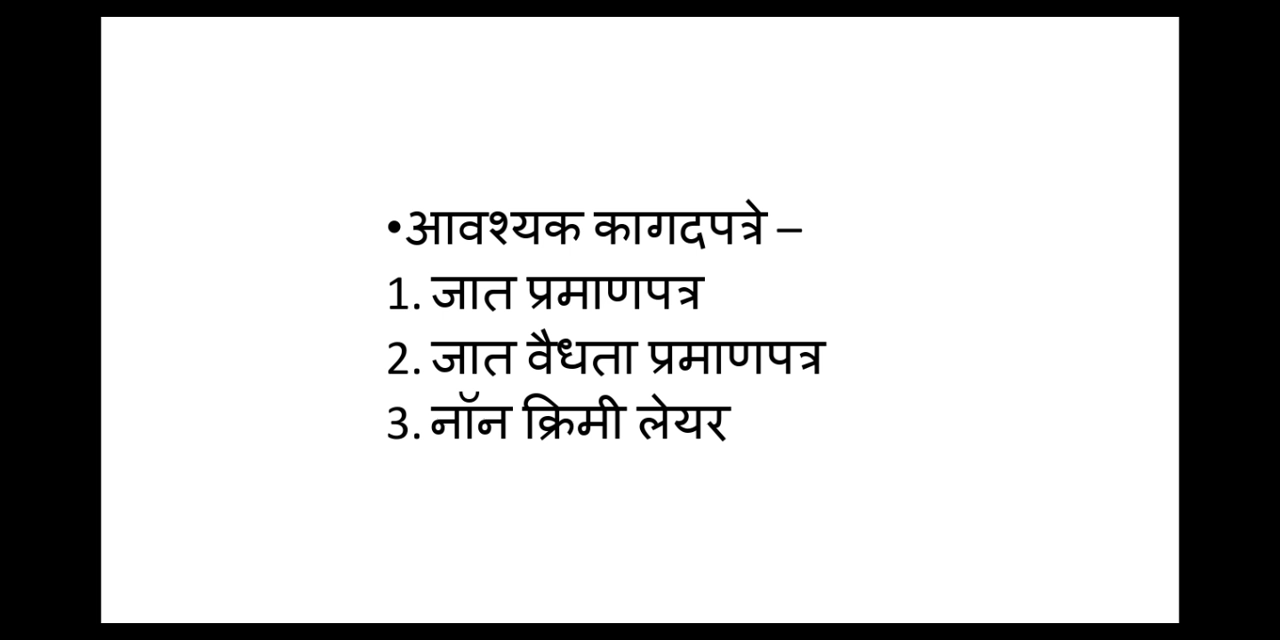 •आवश्यक कागदपत्रे –
1. जात प्रमाणपत्र
2. जात वैधता प्रमाणपत्र
3. नॉन क्रिमी लेयर